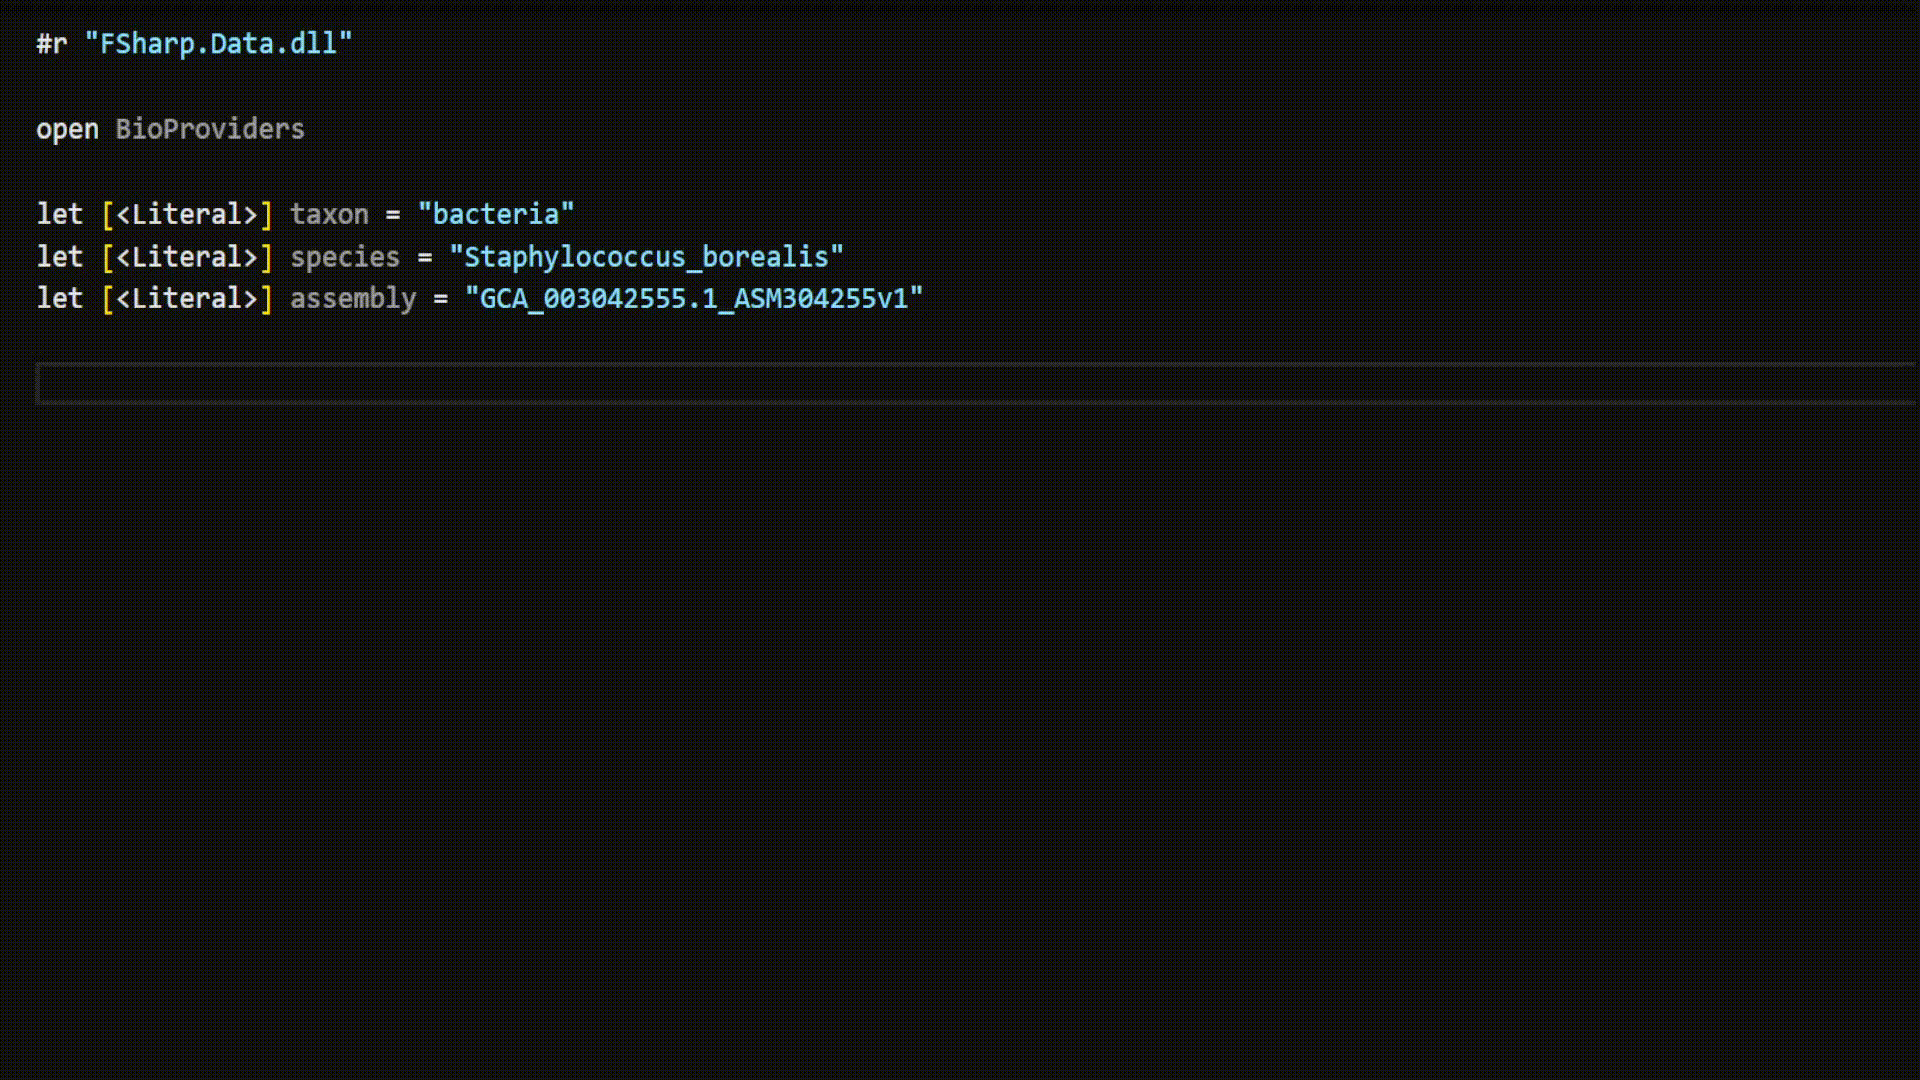 #r "FSharp.Data.dll"
open BioProviders
let [<Literal>] taxon = "bacteria"
let [<Literal>] species = "Staphylococcus_borealis"
let [<Literal>] assembly = "GCA_003042555.1_ASM304255v1"